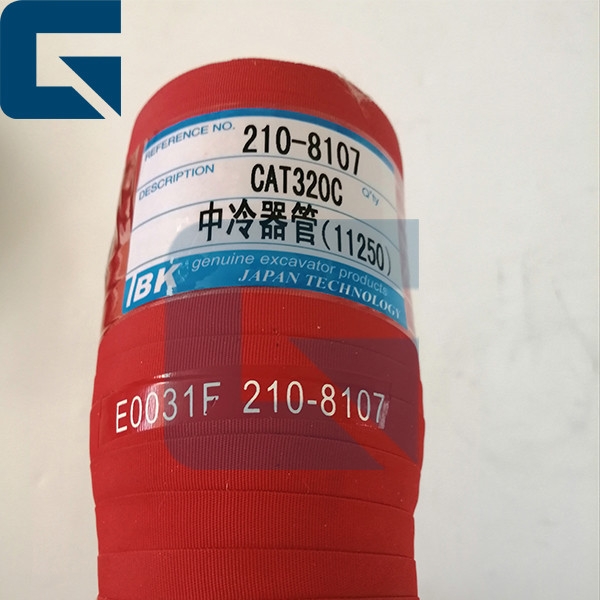 REFERENCE NO. 210-8107
DESCRIPTION CAT320C Q'TY
中冷器管(11250)
TBK genuine excavator products
JAPAN TECHNOLOGY
E0031F 210-8107